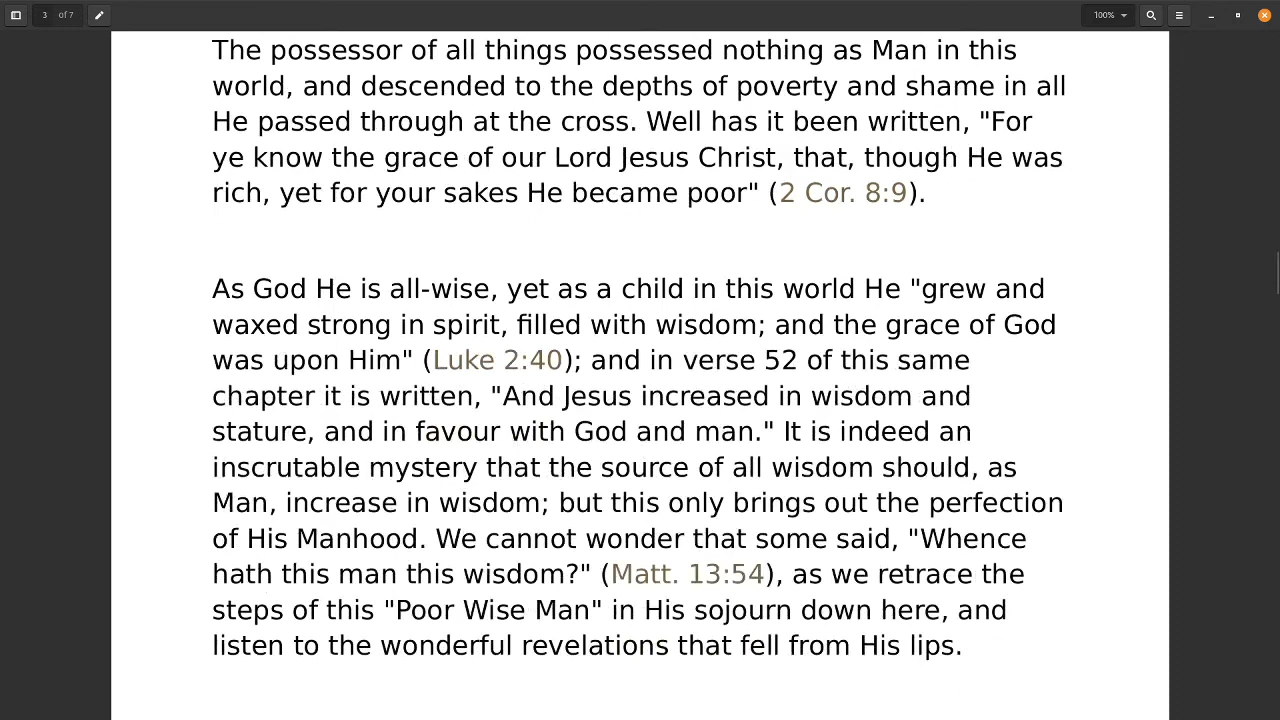 3 of 7
100%
The possessor of all things possessed nothing as Man in this
world, and descended to the depths of poverty and shame in all
He passed through at the cross. Well has it been written, "For
ye know the grace of our Lord Jesus Christ, that, though He was
rich, yet for your sakes He became poor" (2 Cor. 8:9).
As God He is all-wise, yet as a child in this world He "grew and
waxed strong in spirit, filled with wisdom; and the grace of God
was upon Him" (Luke 2:40); and in verse 52 of this same
chapter it is written, "And Jesus increased in wisdom and
stature, and in favour with God and man." It is indeed an
inscrutable mystery that the source of all wisdom should, as
Man, increase in wisdom; but this only brings out the perfection
of His Manhood. We cannot wonder that some said, "Whence
hath this man this wisdom?" (Matt. 13:54), as we retrace the
steps of this "Poor Wise Man" in His sojourn down here, and
listen to the wonderful revelations that fell from His lips.